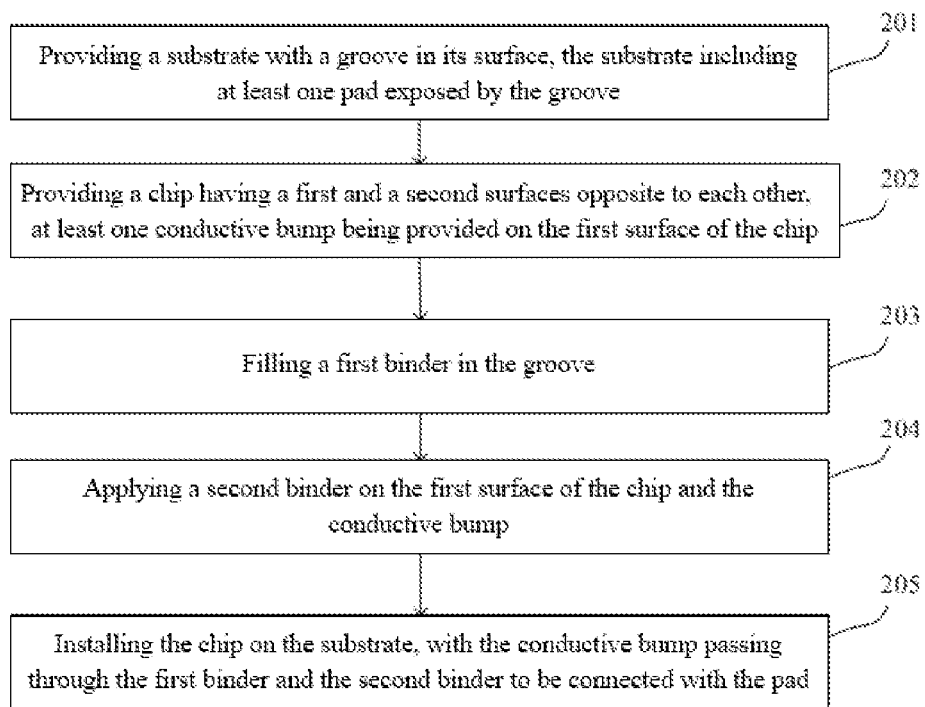 201
Providing a substrate with a groove in its surface, the substrate including
at least one pad exposed by the groove
202
Providing a chip having a first and a second surfaces opposite to each other,
at least one conductive bump being provided on the first surface of the chip
203
Filling a first binder in the groove
204
Applying a second binder on the first surface of the chip and the
conductive bump
205
Installing the chip on the substrate, with the conductive bump passing
through the first binder and the second binder to be connected with the pad